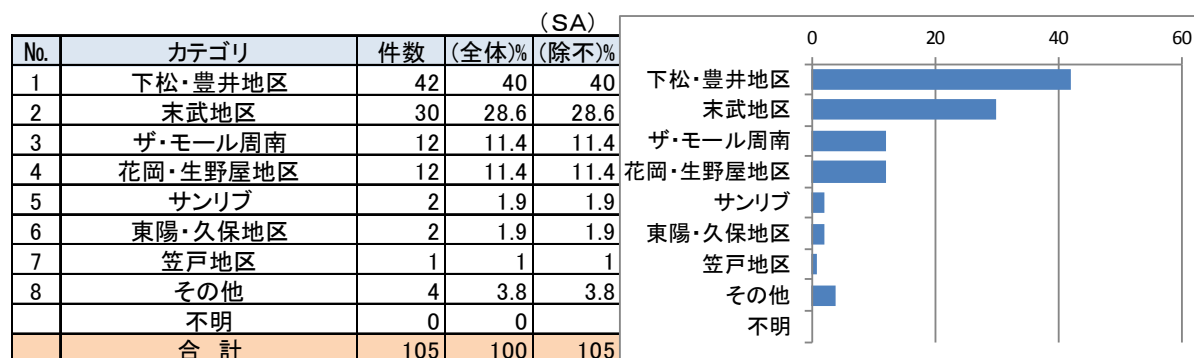 (SA)
No. カテゴリ 件数 (全体)% (除不)%
1 下松・豊井地区 42 40 40
2 末武地区 30 28.6 28.6
3 ザ・モール周南 12 11.4 11.4
4 花岡・生野屋地区 12 11.4 11.4
5 サンリブ 2 1.9 1.9
6 東陽・久保地区 2 1.9 1.9
7 笠戸地区 1 1 1
8 その他 4 3.8 3.8
不明 0 0
合 計 105 100 105
0 20 40 60
下松・豊井地区
末武地区
ザ・モール周南
花岡・生野屋地区
サンリブ
東陽・久保地区
笠戸地区
その他
不明